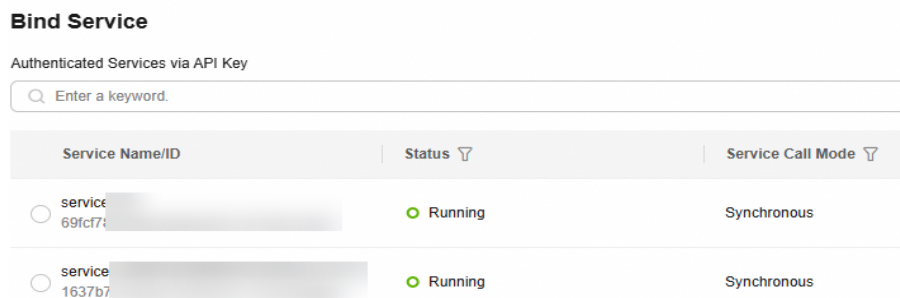 Bind Service
Authenticated Services via API Key
Enter a keyword.
Service Name/ID Status Service Call Mode
service Running Synchronous
69fcf78
service Running Synchronous
1637b7